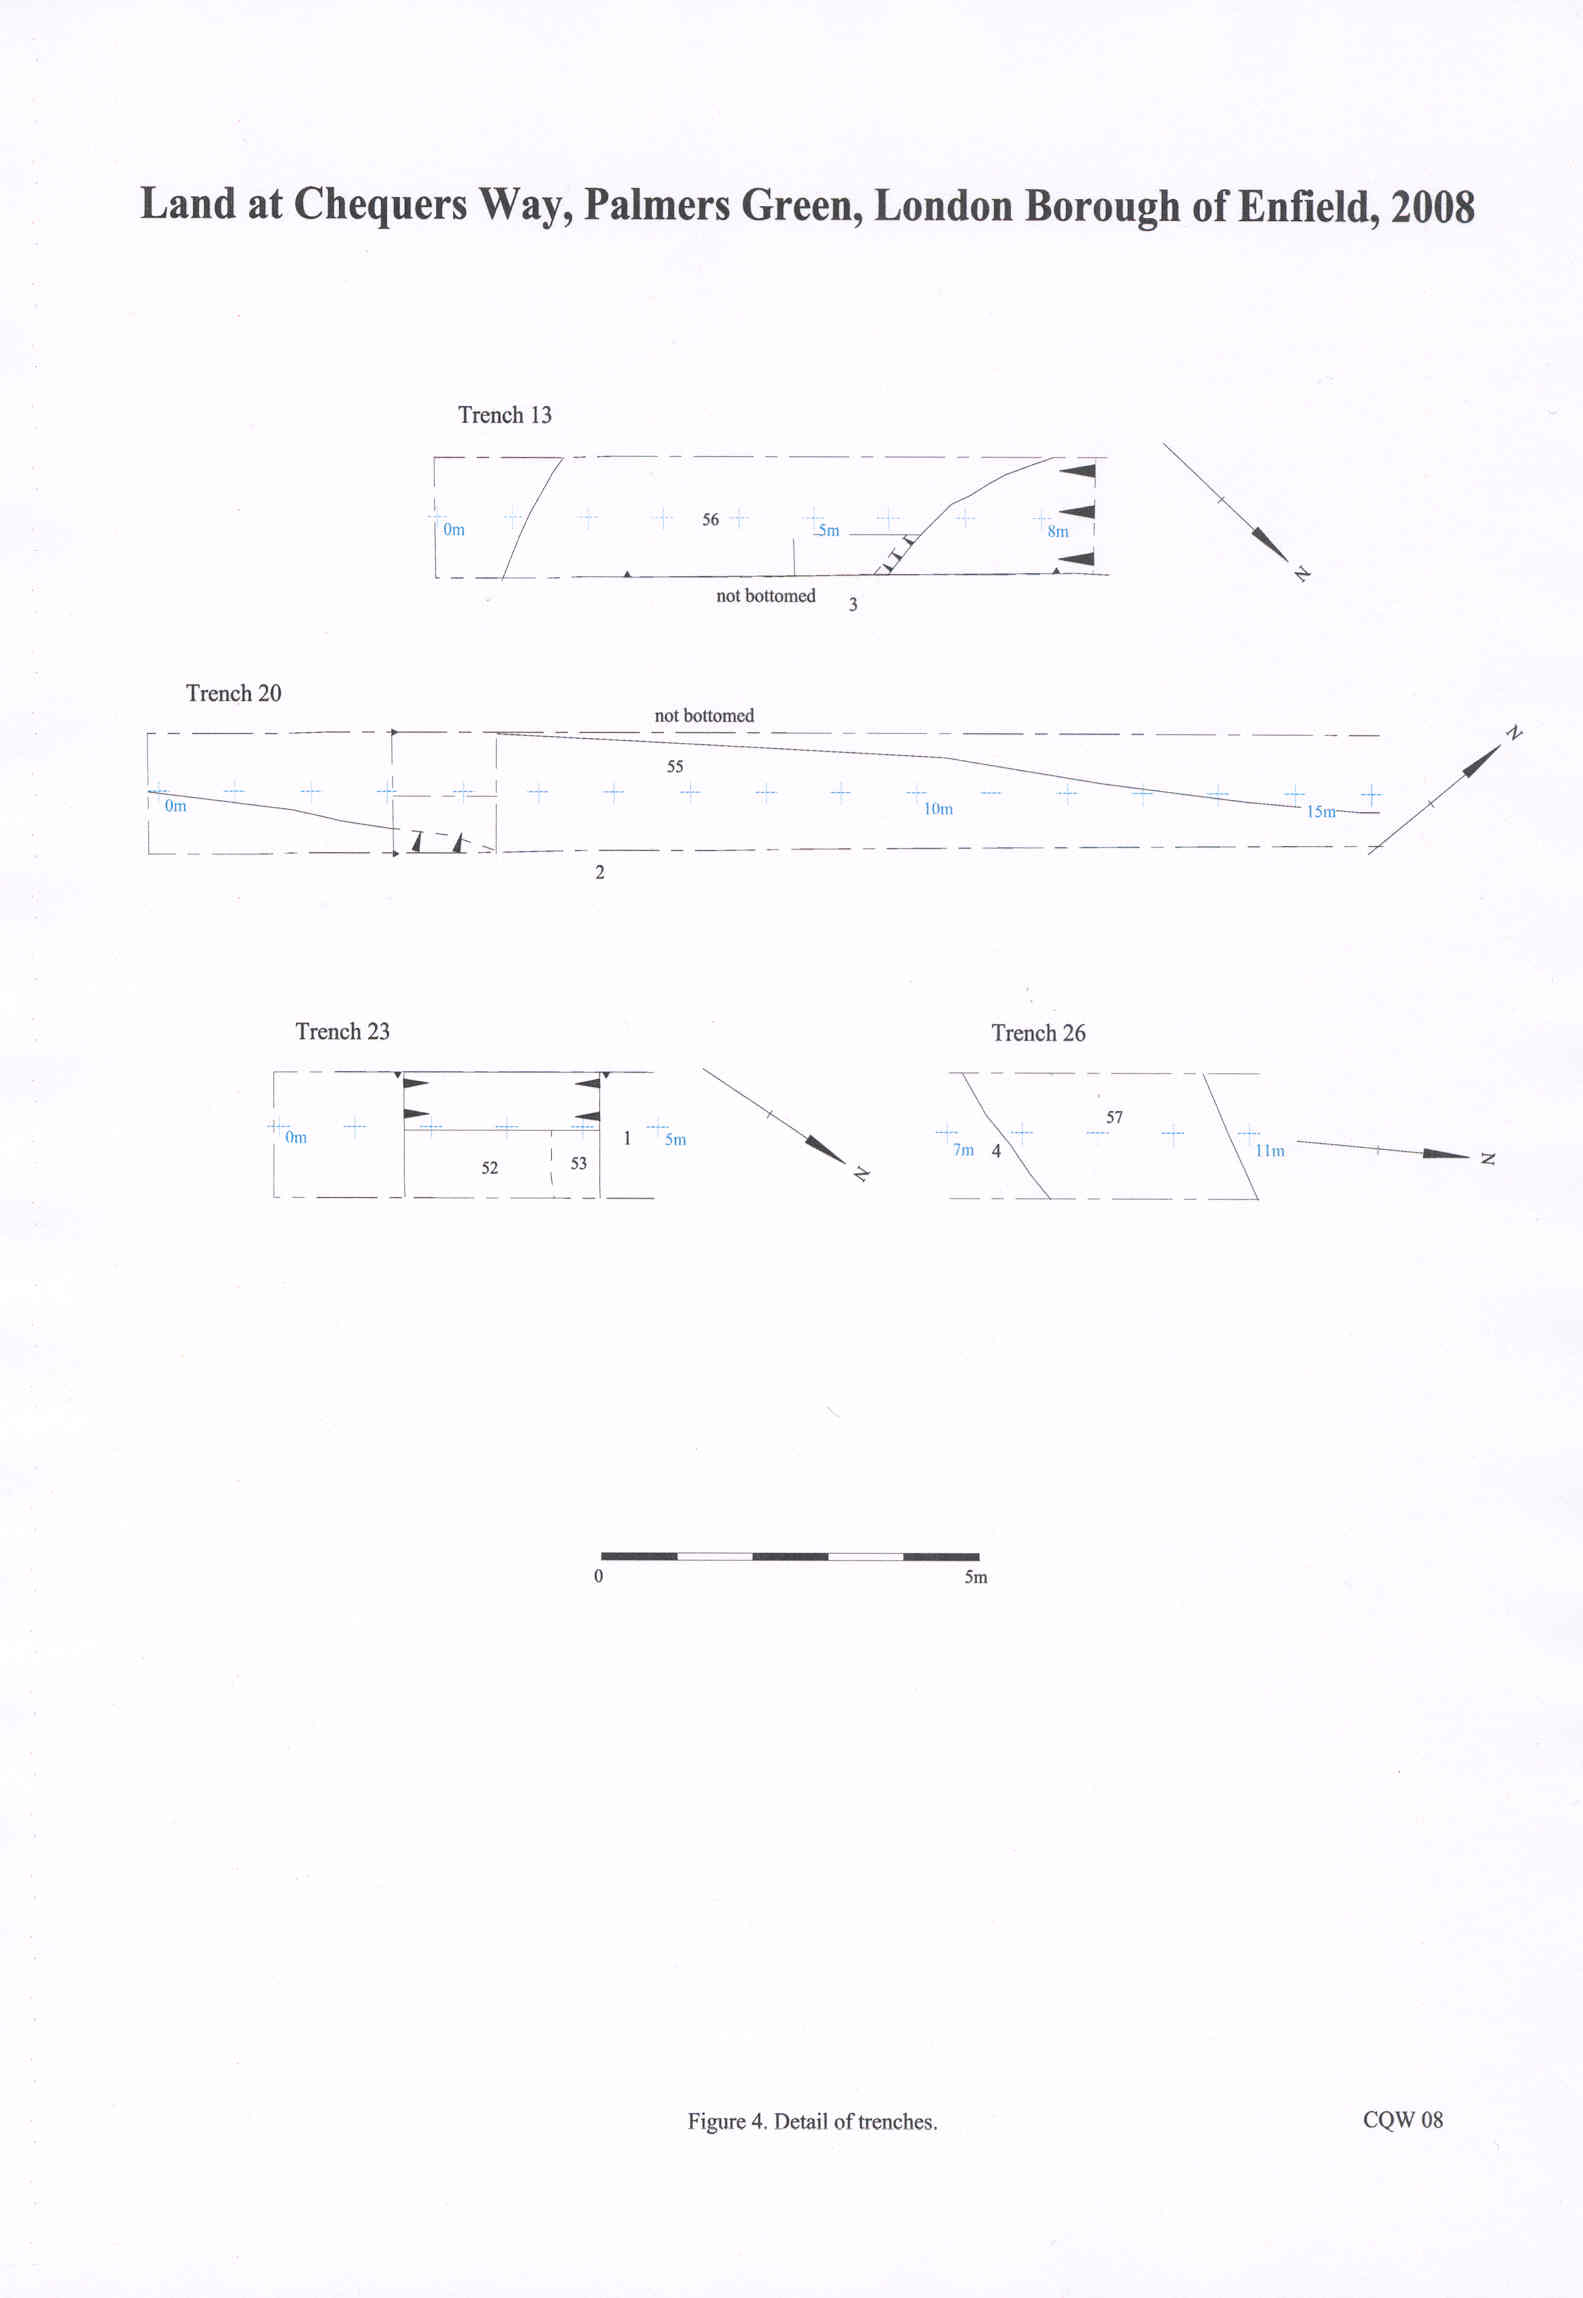 Land at Chequers Way, Palmers Green, London Borough of Enfield, 2008
Trench 13
0m
56
5m
8m
not bottomed
3
N
Trench 20
not bottomed
55
0m
10m
15m
2
N
Trench 23
0m
52
53
1
5m
N
Trench 26
57
7m
4
11m
N
0
5m
Figure 4. Detail of trenches.
CQW 08